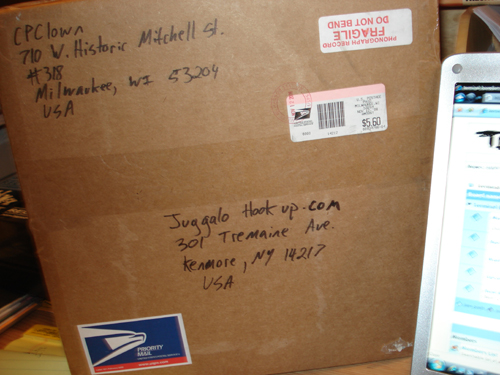 CPClown
710 W. Historic Mitchell St.
#318
Milwaukee, WI 53204
USA
PHONOGRAPH RECORD
FRAGILE
DO NOT BEND
$5.60
Juggalo Hookup.com
301 Tremaine Ave.
Kenmore, NY 14217
USA
PRIORITY
MAIL